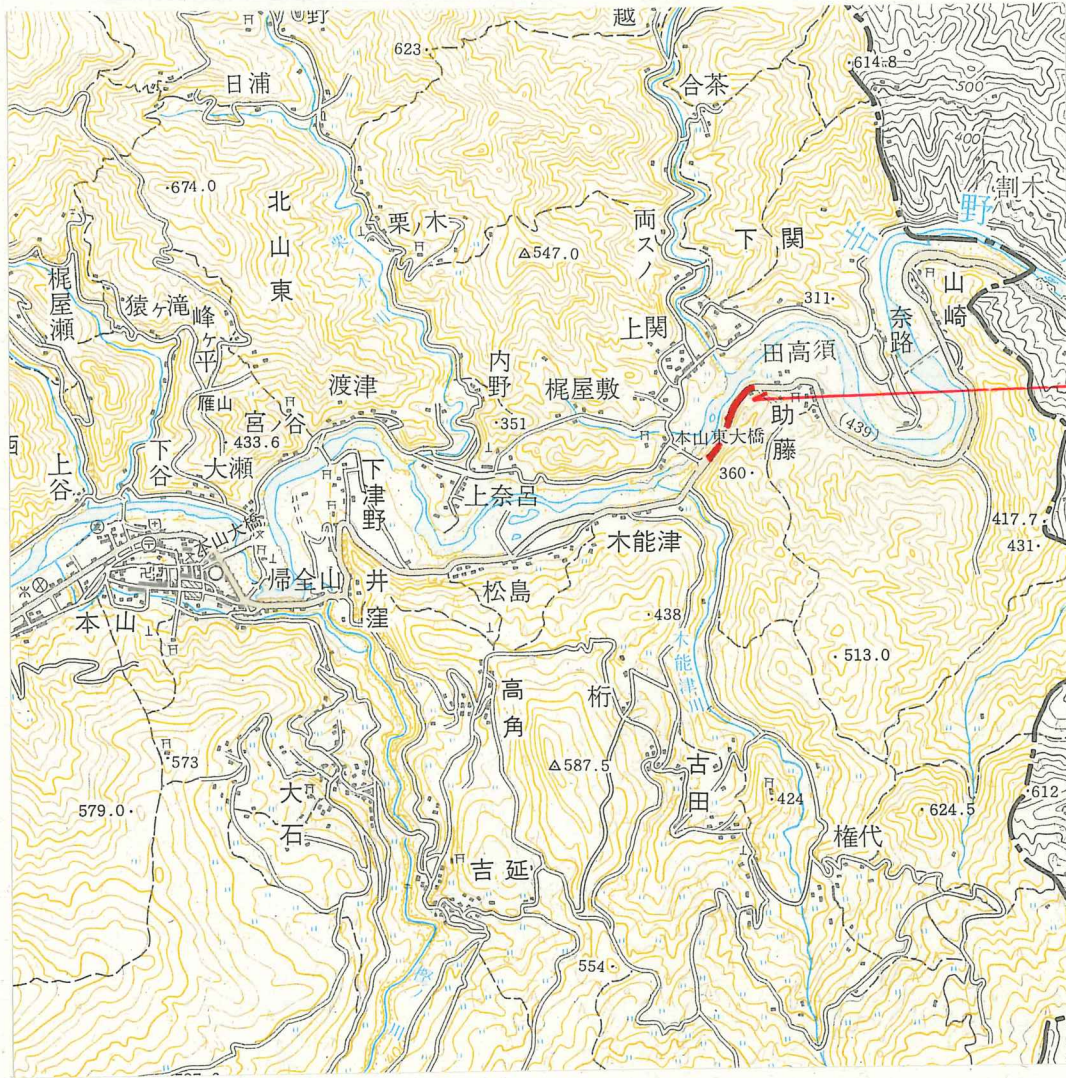 野
越
623
614.8
日浦
合茶
500
400
674.0
割木
北山東
栗ノ木
両スノ
下関
吉野
547.0
梶屋瀬
猿ヶ滝
峰ヶ平
311
山崎
奈路
上関
田高須
渡津
内野
梶屋敷
雁山
宮ノ谷
351
助藤
(439)
433.6
本山東大橋
西
上谷
下谷
大瀬
下津野
上奈呂
360
417.7
木能津
431
本山大橋
帰全山
井窪
松島
本山
438
木能津川
513.0
高角
桁
573
587.5
古田
大石
424
612
579.0
624.5
権代
吉延
554
川